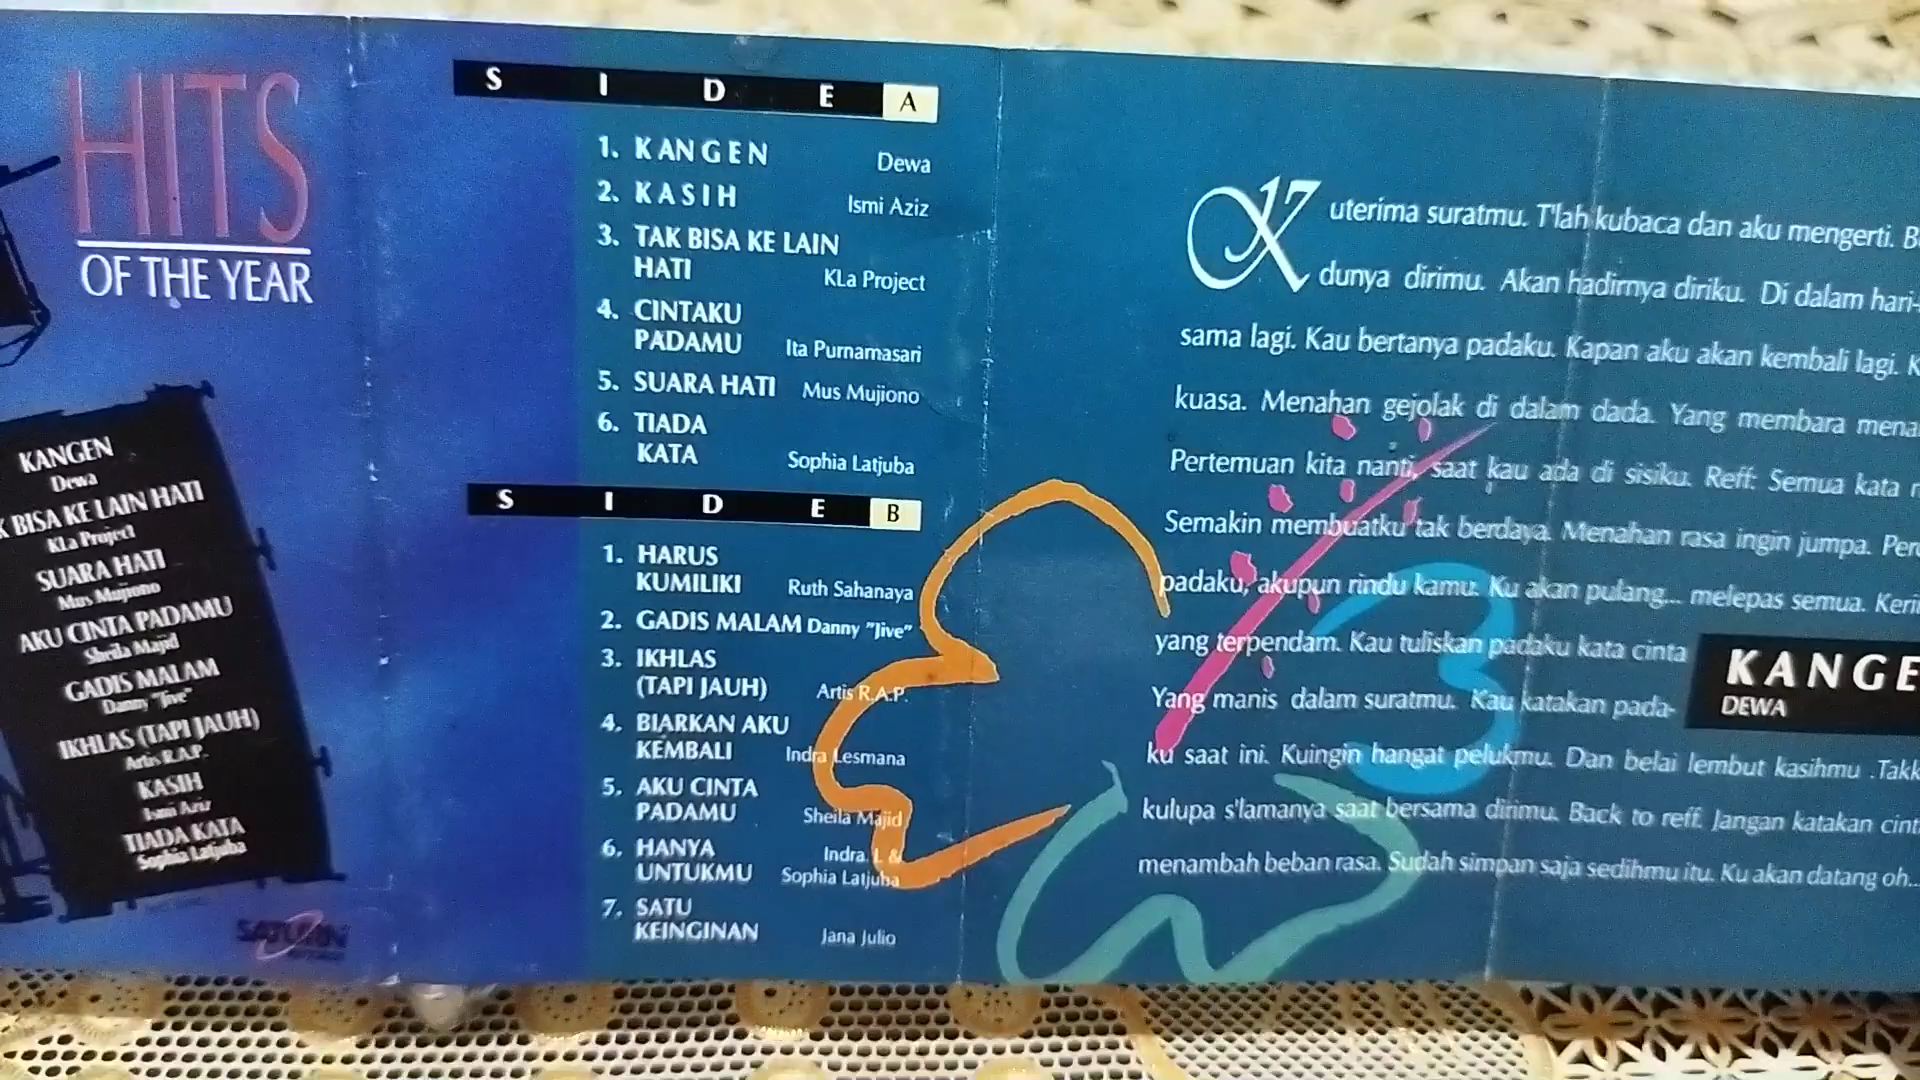 HITS
OF THE YEAR
KANGEN
Dewa
K BISA KE LAIN HATI
KLa Project
SUARA HATI
Mus Mujiono
AKU CINTA PADAMU
Sheila Majid
GADIS MALAM
Danny "Jive"
IKHLAS (TAPI JAUH)
Artis R.A.P.
KASIH
Ismi Aziz
TIADA KATA
Sophia Latjuba
SATURN
SIDE A
1. KANGEN Dewa
2. KASIH Ismi Aziz
3. TAK BISA KE LAIN
HATI KLa Project
4. CINTAKU
PADAMU Ita Purnamasari
5. SUARA HATI Mus Mujiono
6. TIADA
KATA Sophia Latjuba
SIDE B
1. HARUS
KUMILIKI Ruth Sahanaya
2. GADIS MALAM Danny "Jive"
3. IKHLAS
(TAPI JAUH) Artis R.A.P.
4. BIARKAN AKU
KEMBALI Indra Lesmana
5. AKU CINTA
PADAMU Sheila Majid
6. HANYA Indra L &
UNTUKMU Sophia Latjuba
7. SATU
KEINGINAN Jana Julio
Kuterima suratmu. T'lah kubaca dan aku mengerti. B
dunya dirimu. Akan hadirnya diriku. Di dalam hari-
sama lagi. Kau bertanya padaku. Kapan aku akan kembali lagi. K
kuasa. Menahan gejolak di dalam dada. Yang membara mena
Pertemuan kita nanti, saat kau ada di sisiku. Reff: Semua kata r
Semakin membuatku tak berdaya. Menahan rasa ingin jumpa. Per
padaku, akupun rindu kamu. Ku akan pulang... melepas semua. Keri
yang terpendam. Kau tuliskan padaku kata cinta
Yang manis dalam suratmu. Kau katakan pada-
KANGE
DEWA
ku saat ini. Kuingin hangat pelukmu. Dan belai lembut kasihmu .Takk
kulupa s'lamanya saat bersama dirimu. Back to reff. Jangan katakan cint
menambah beban rasa. Sudah simpan saja sedihmu itu. Ku akan datang oh...